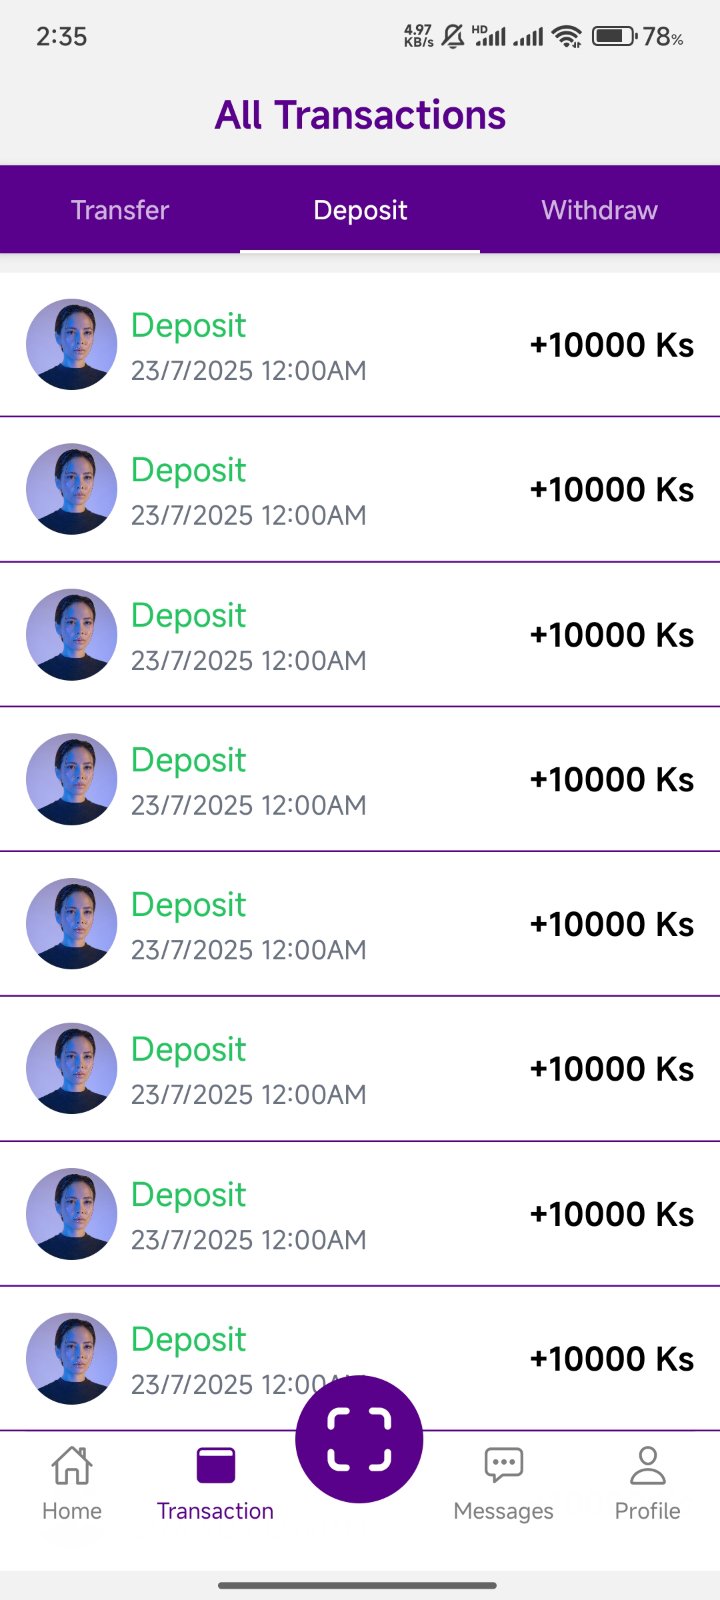 2:35 4.97 KB/s HD 78%
All Transactions
Transfer Deposit Withdraw
Deposit
23/7/2025 12:00AM
+10000 Ks
Deposit
23/7/2025 12:00AM
+10000 Ks
Deposit
23/7/2025 12:00AM
+10000 Ks
Deposit
23/7/2025 12:00AM
+10000 Ks
Deposit
23/7/2025 12:00AM
+10000 Ks
Deposit
23/7/2025 12:00AM
+10000 Ks
Deposit
23/7/2025 12:00AM
+10000 Ks
Deposit
23/7/2025 12:00
+10000 Ks
Home Transaction Messages Profile